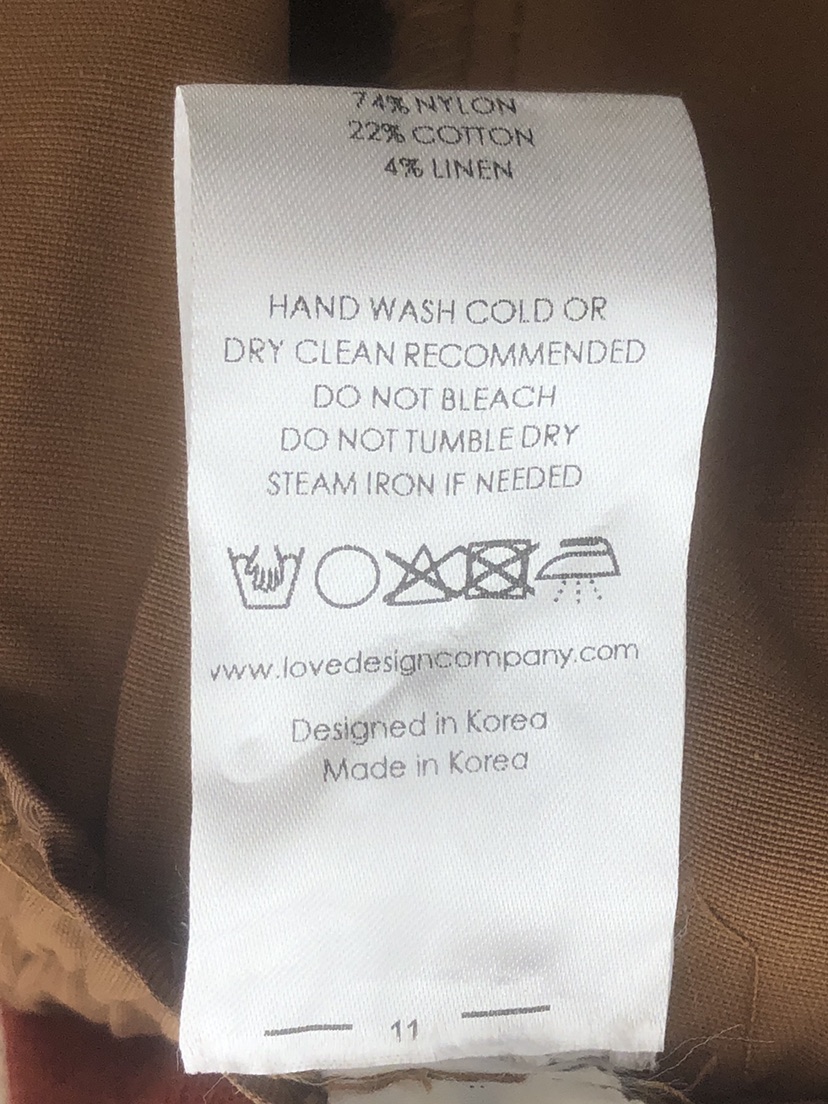 74% NYLON
22% COTTON
4% LINEN
HAND WASH COLD OR
DRY CLEAN RECOMMENDED
DO NOT BLEACH
DO NOT TUMBLE DRY
STEAM IRON IF NEEDED
www.lovedesigncompany.com
Designed in Korea
Made in Korea
11